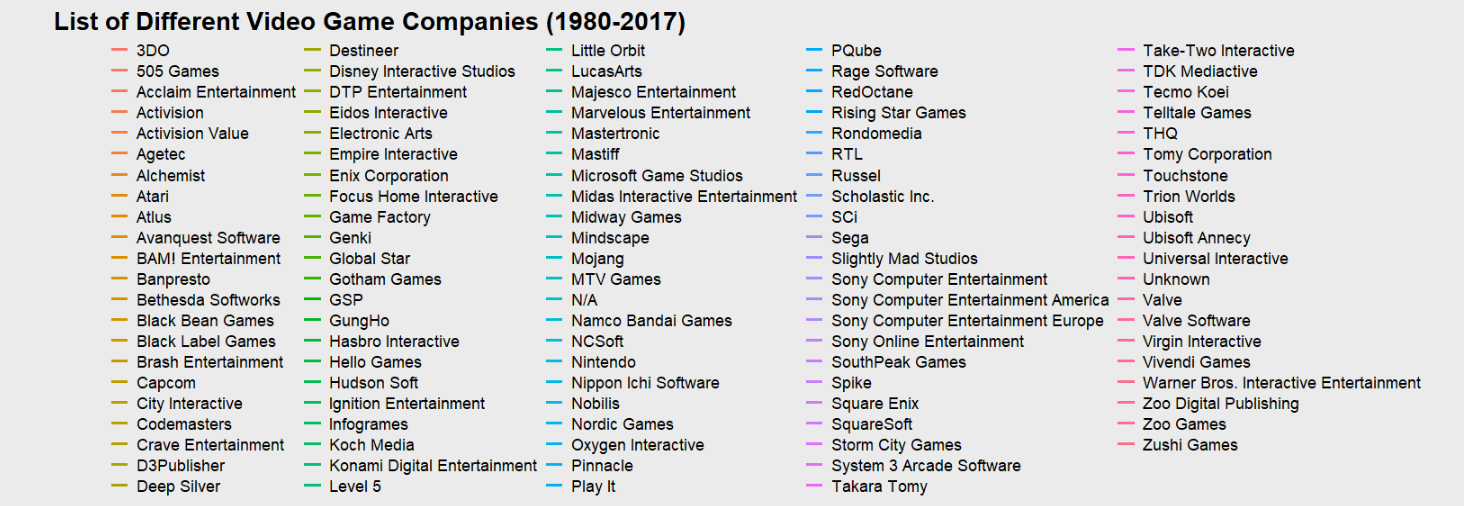 List of Different Video Game Companies (1980-2017)
3DO
505 Games
Acclaim Entertainment
Activision
Activision Value
Agetec
Alchemist
Atari
Atlus
Avanquest Software
BAM! Entertainment
Banpresto
Bethesda Softworks
Black Bean Games
Black Label Games
Brash Entertainment
Capcom
City Interactive
Codemasters
Crave Entertainment
D3Publisher
Deep Silver
Destineer
Disney Interactive Studios
DTP Entertainment
Eidos Interactive
Electronic Arts
Empire Interactive
Enix Corporation
Focus Home Interactive
Game Factory
Genki
Global Star
Gotham Games
GSP
GungHo
Hasbro Interactive
Hello Games
Hudson Soft
Ignition Entertainment
Infogrames
Koch Media
Konami Digital Entertainment
Level 5
Little Orbit
LucasArts
Majesco Entertainment
Marvelous Entertainment
Mastertronic
Mastiff
Microsoft Game Studios
Midas Interactive Entertainment
Midway Games
Mindscape
Mojang
MTV Games
N/A
Namco Bandai Games
NCSoft
Nintendo
Nippon Ichi Software
Nobilis
Nordic Games
Oxygen Interactive
Pinnacle
Play It
PQube
Rage Software
RedOctane
Rising Star Games
Rondomedia
RTL
Russel
Scholastic Inc.
SCi
Sega
Slightly Mad Studios
Sony Computer Entertainment
Sony Computer Entertainment America
Sony Computer Entertainment Europe
Sony Online Entertainment
SouthPeak Games
Spike
Square Enix
SquareSoft
Storm City Games
System 3 Arcade Software
Takara Tomy
Take-Two Interactive
TDK Mediactive
Tecmo Koei
Telltale Games
THQ
Tomy Corporation
Touchstone
Trion Worlds
Ubisoft
Ubisoft Annecy
Universal Interactive
Unknown
Valve
Valve Software
Virgin Interactive
Vivendi Games
Warner Bros. Interactive Entertainment
Zoo Digital Publishing
Zoo Games
Zushi Games